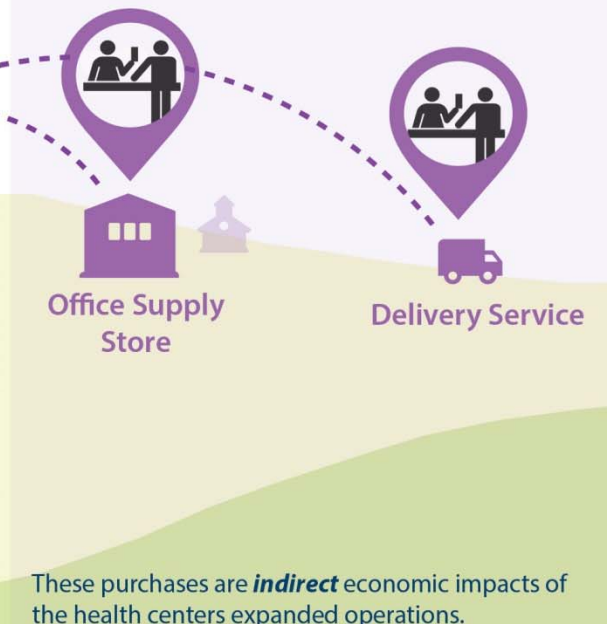 Office Supply
Store
Delivery Service
These purchases are indirect economic impacts of
the health centers expanded operations.